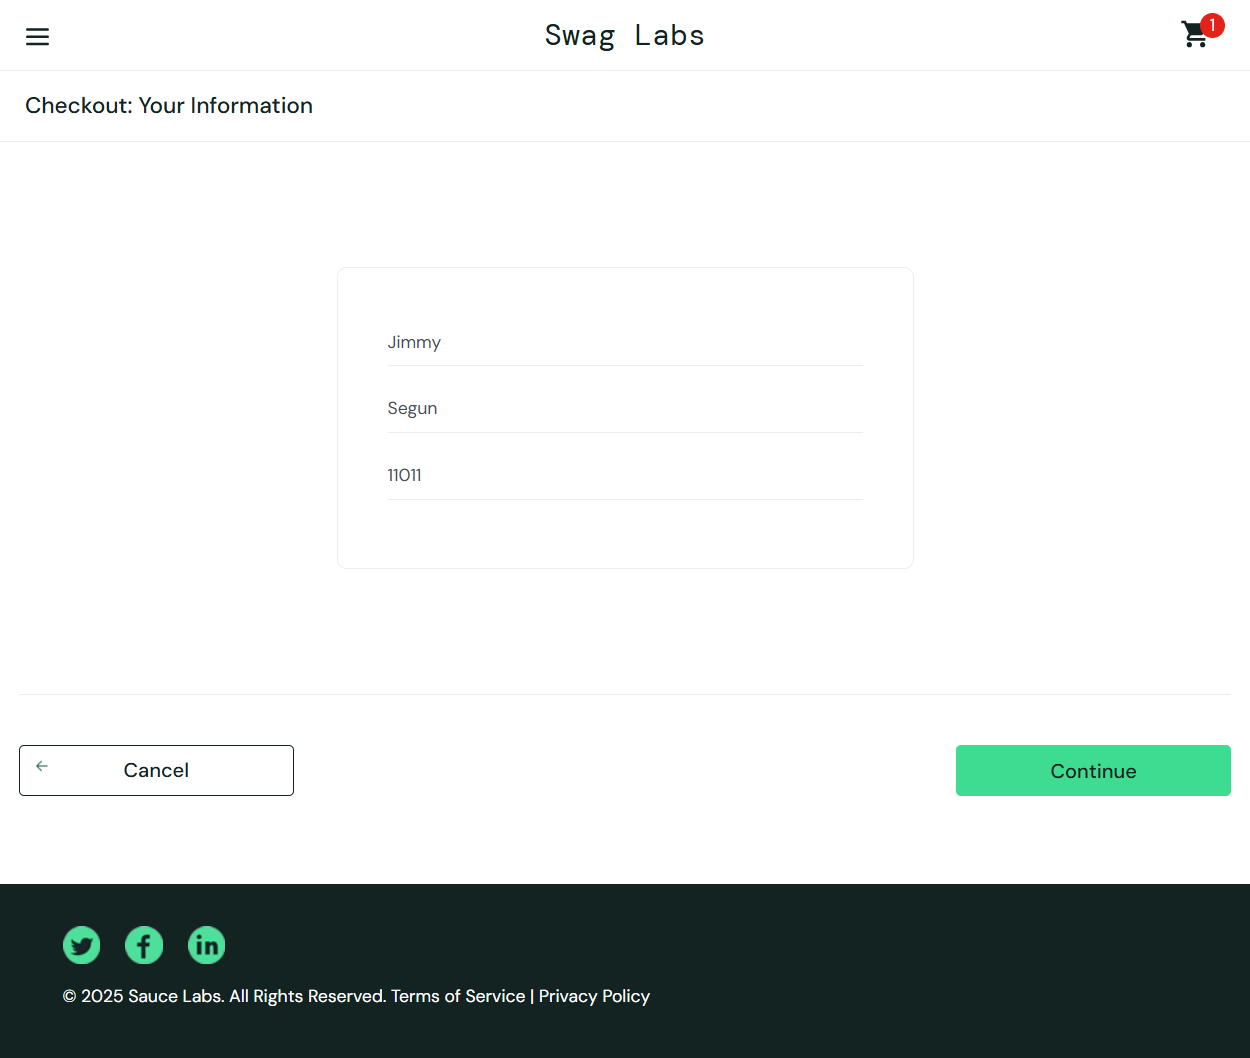 Swag Labs
1
Checkout: Your Information
Jimmy
Segun
11011
Cancel
Continue
© 2025 Sauce Labs. All Rights Reserved. Terms of Service | Privacy Policy